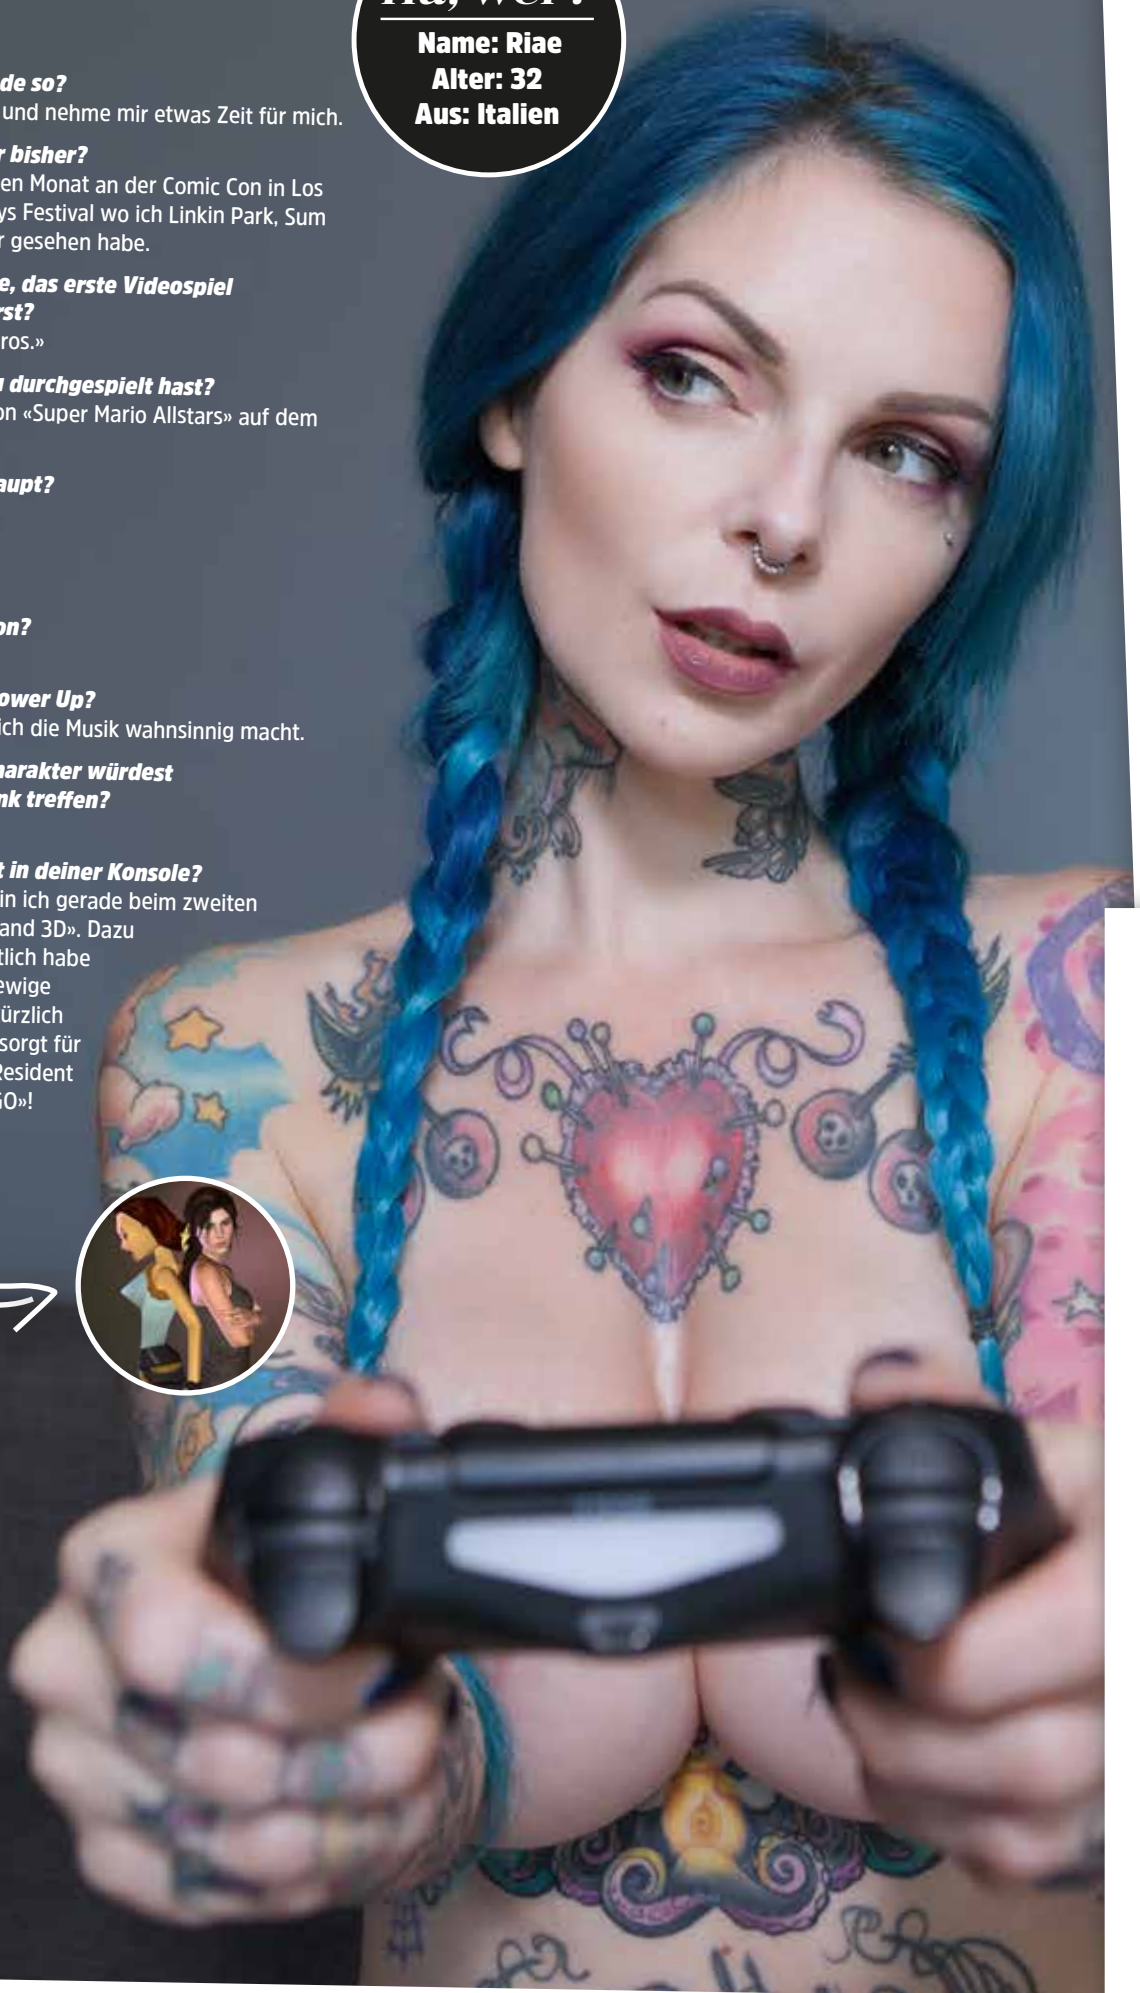 Name: Riae
Alter: 32
Aus: Italien
de so?
und nehme mir etwas Zeit für mich.
r bisher?
en Monat an der Comic Con in Los
ys Festival wo ich Linkin Park, Sum
r gesehen habe.
e, das erste Videospiel
rst?
ros.»
u durchgespielt hast?
on «Super Mario Allstars» auf dem
aupt?
on?
ower Up?
ich die Musik wahnsinnig macht.
harakter würdest
nk treffen?
t in deiner Konsole?
in ich gerade beim zweiten
and 3D». Dazu
tlich habe
ewige
ürzlich
sorgt für
Resident
GO»!